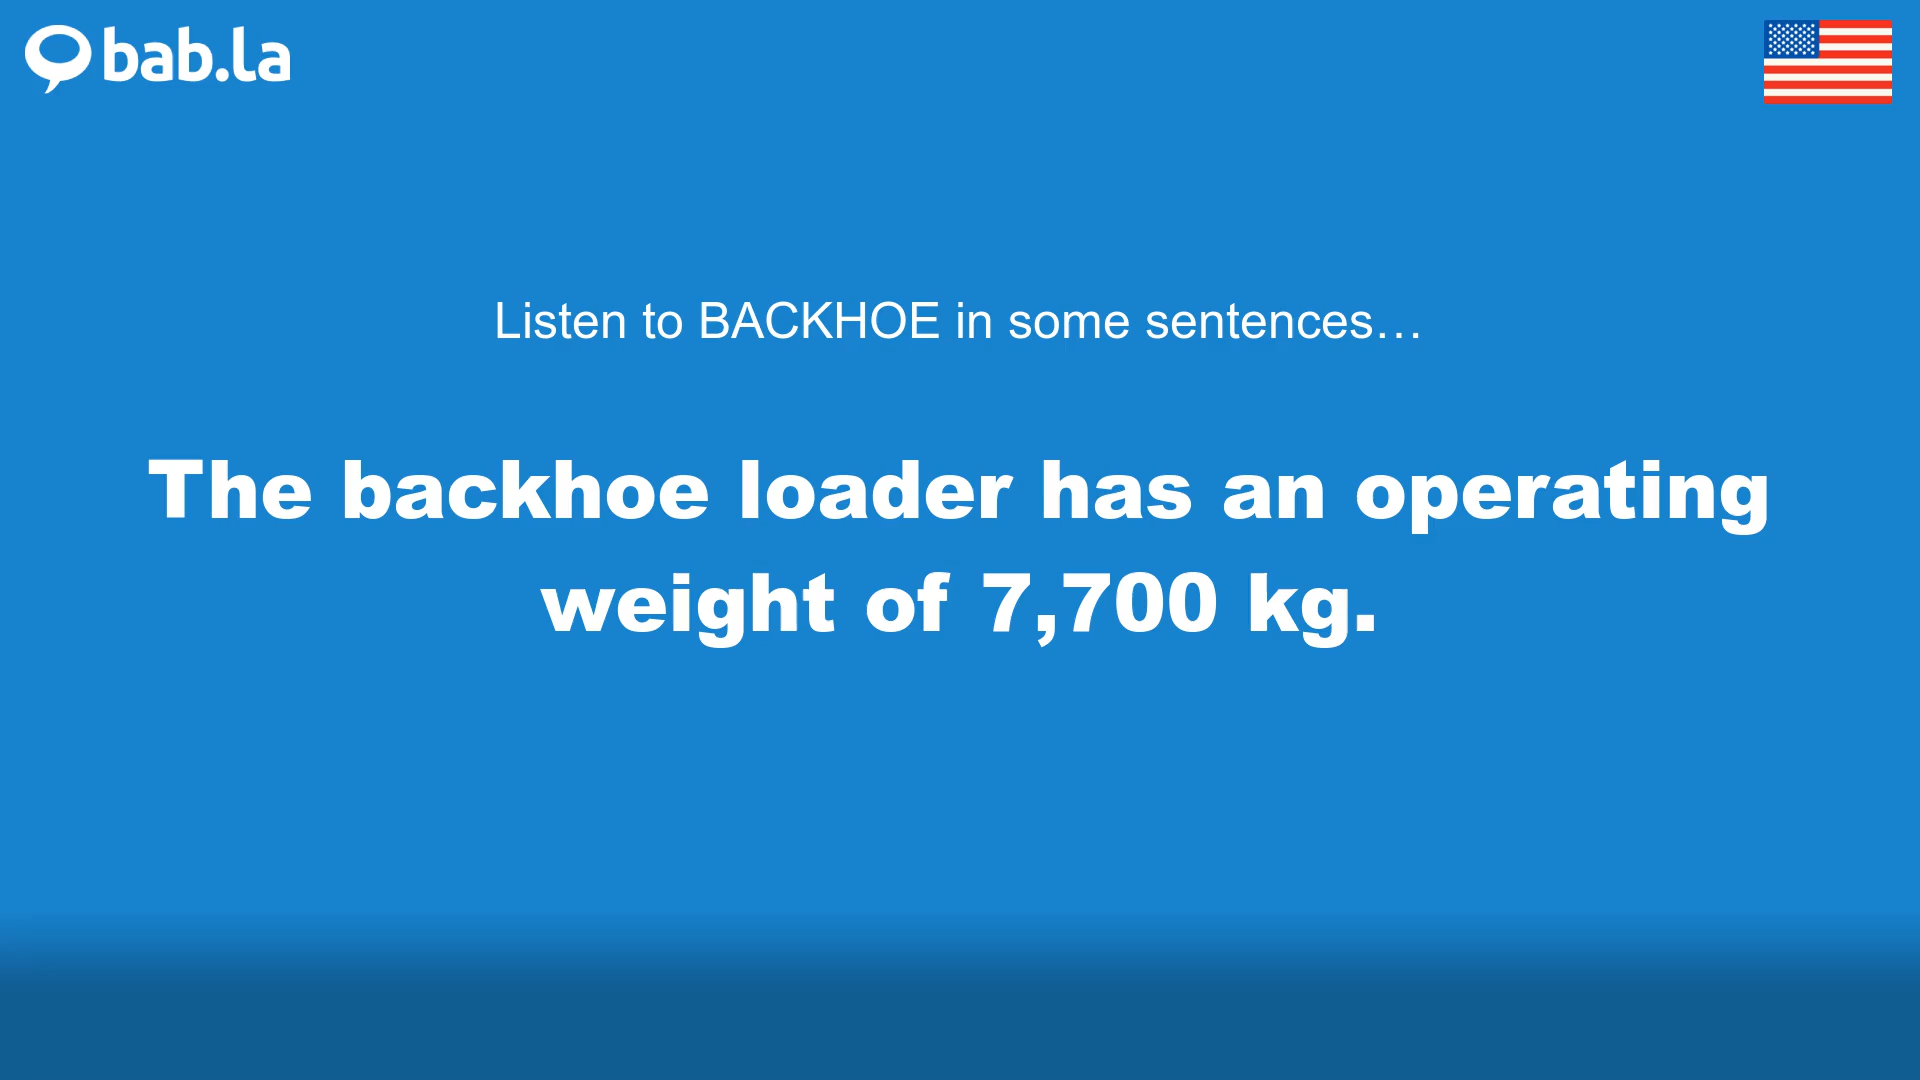 bab.la
Listen to BACKHOE in some sentences…
The backhoe loader has an operating
weight of 7,700 kg.